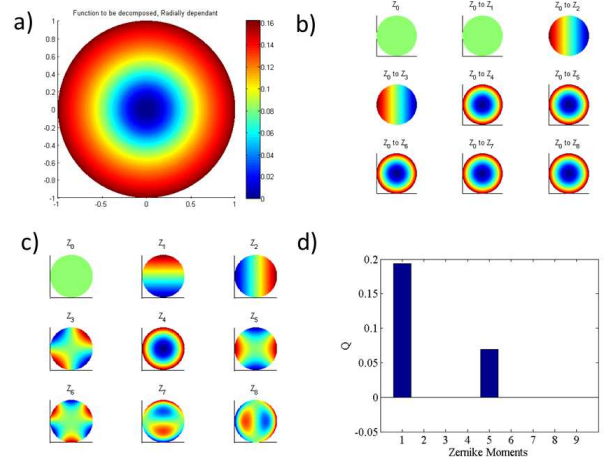 a)
Function to be decomposed, Radially dependant
1
0.8
0.6
0.4
0.2
0
-0.2
-0.4
-0.6
-0.8
-1
-1 -0.5 0 0.5 1
0.16
0.14
0.12
0.1
0.08
0.06
0.04
0.02
0
b)
Z0
Z0 to Z1
Z0 to Z2
Z0 to Z3
Z0 to Z4
Z0 to Z5
Z0 to Z6
Z0 to Z7
Z0 to Z8
c)
Z0
Z1
Z2
Z3
Z4
Z5
Z6
Z7
Z8
d)
0.2
0.15
0.1
0.05
0
-0.05
Q
1 2 3 4 5 6 7 8 9
Zernike Moments